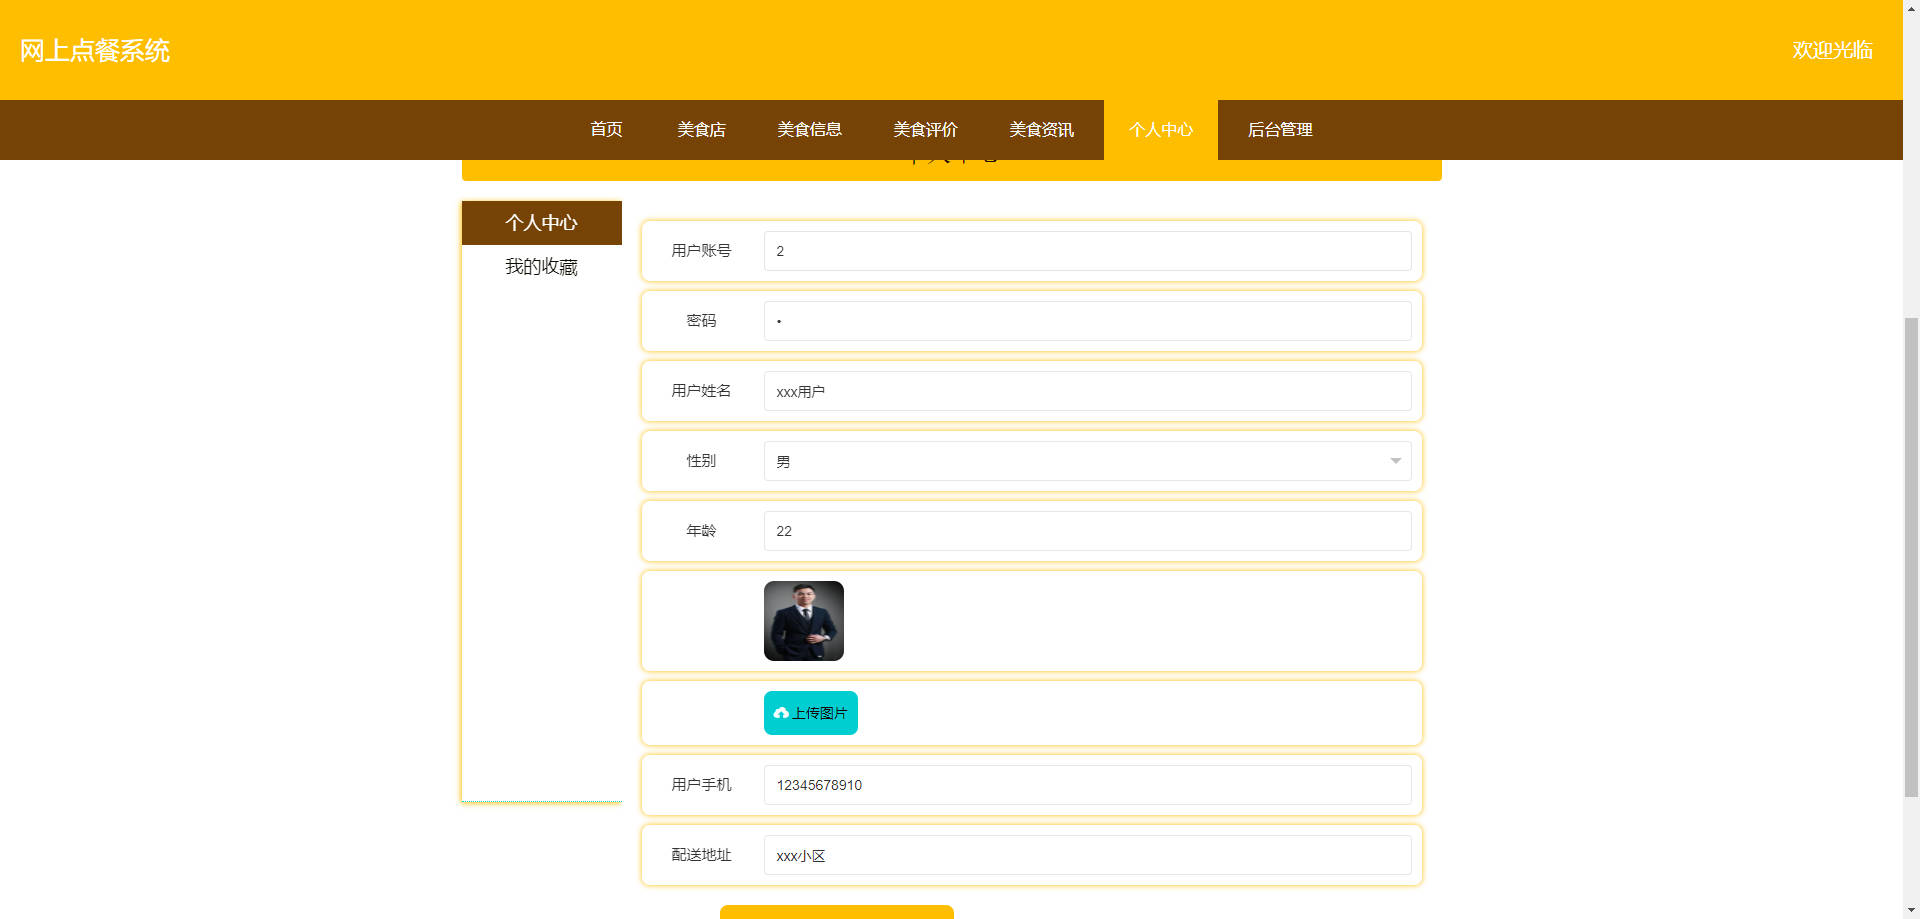 网上点餐系统
欢迎光临
首页 美食店 美食信息 美食评价 美食资讯 个人中心 后台管理
个人中心
我的收藏
用户账号 2
密码 •
用户姓名 xxx用户
性别 男
年龄 22
上传图片
用户手机 12345678910
配送地址 xxx小区